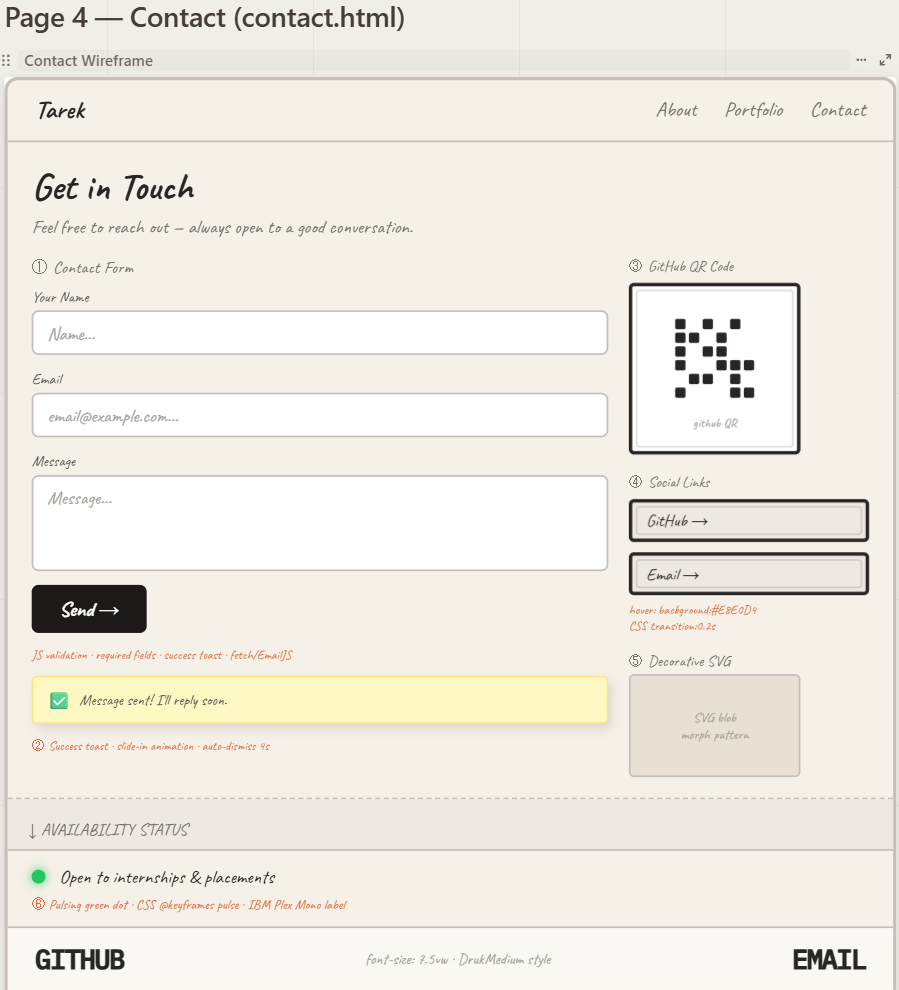 Page 4 — Contact (contact.html)
Contact Wireframe
Tarek
About Portfolio Contact
Get in Touch
Feel free to reach out — always open to a good conversation.
① Contact Form
Your Name
Name...
Email
email@example.com...
Message
Message...
Send →
JS validation · required fields · success toast · fetch/EmailJS
✅ Message sent! I'll reply soon.
② Success toast · slide-in animation · auto-dismiss 4s
③ GitHub QR Code
github QR
④ Social Links
GitHub →
Email →
hover: background:#E8E0D4
CSS transition:0.2s
⑤ Decorative SVG
SVG blob
morph pattern
↓ AVAILABILITY STATUS
Open to internships & placements
⑥ Pulsing green dot · CSS @keyframes pulse · IBM Plex Mono label
GITHUB
font-size: 7.5vw · DrukMedium style
EMAIL